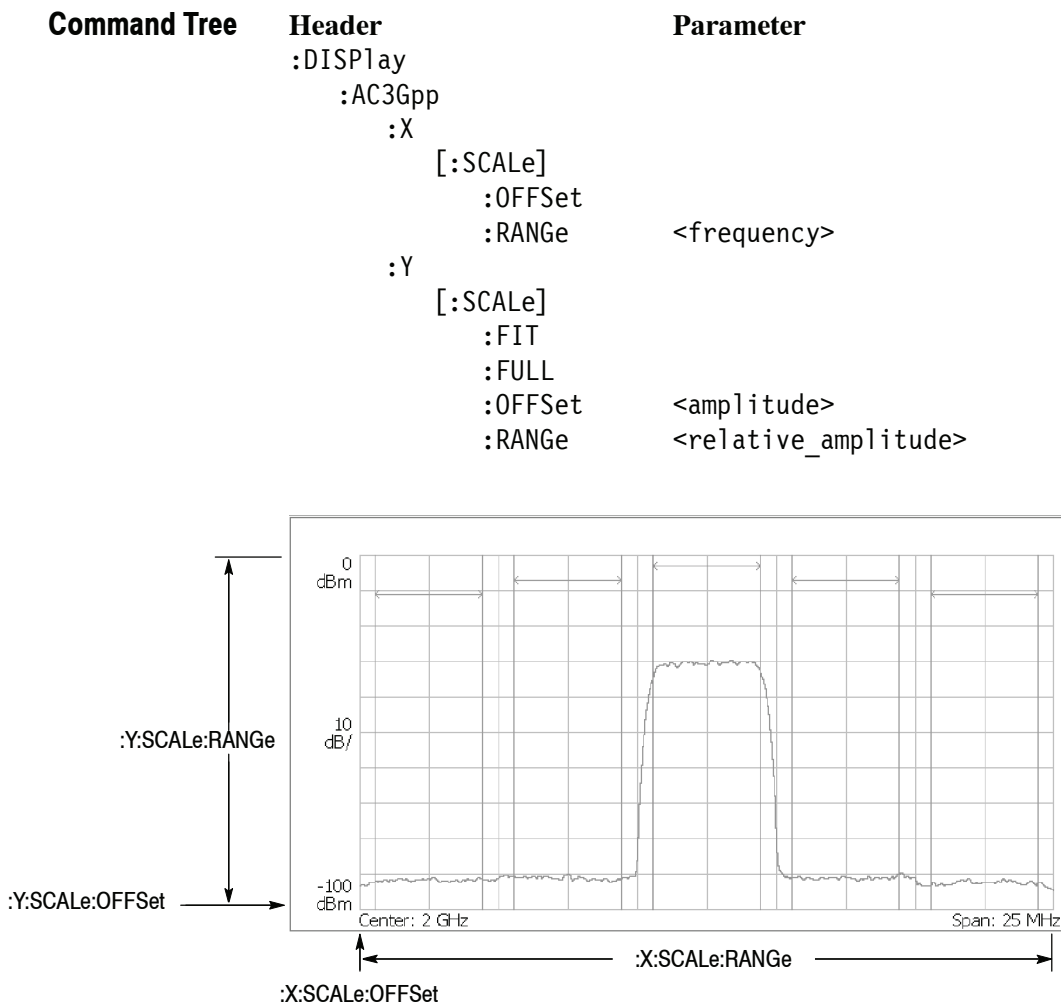 Command Tree Header Parameter
:DISPlay
:AC3Gpp
:X
[:SCALe]
:OFFSet
:RANGe <frequency>
:Y
[:SCALe]
:FIT
:FULL
:OFFSet <amplitude>
:RANGe <relative_amplitude>
0
dBm
:Y:SCALe:RANGe
10
dB/
-100
dBm
:Y:SCALe:OFFSet
Center: 2 GHz Span: 25 MHz
:X:SCALe:RANGe
:X:SCALe:OFFSet